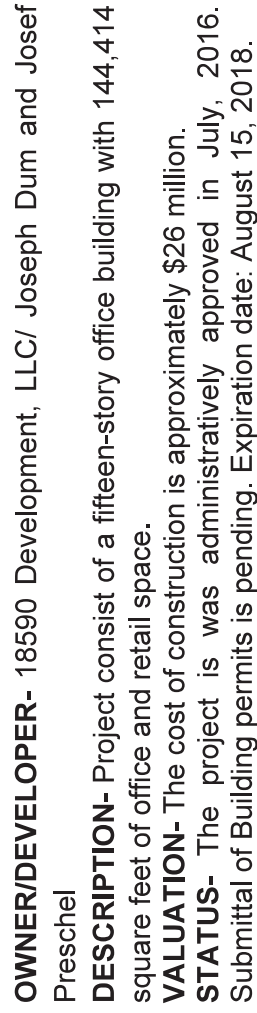 OWNER/DEVELOPER- 18590 Development, LLC/ Joseph Dum and Josef
Preschel
DESCRIPTION- Project consist of a fifteen-story office building with 144,414
square feet of office and retail space.
VALUATION- The cost of construction is approximately $26 million.
STATUS- The project is was administratively approved in July, 2016.
Submittal of Building permits is pending. Expiration date: August 15, 2018.